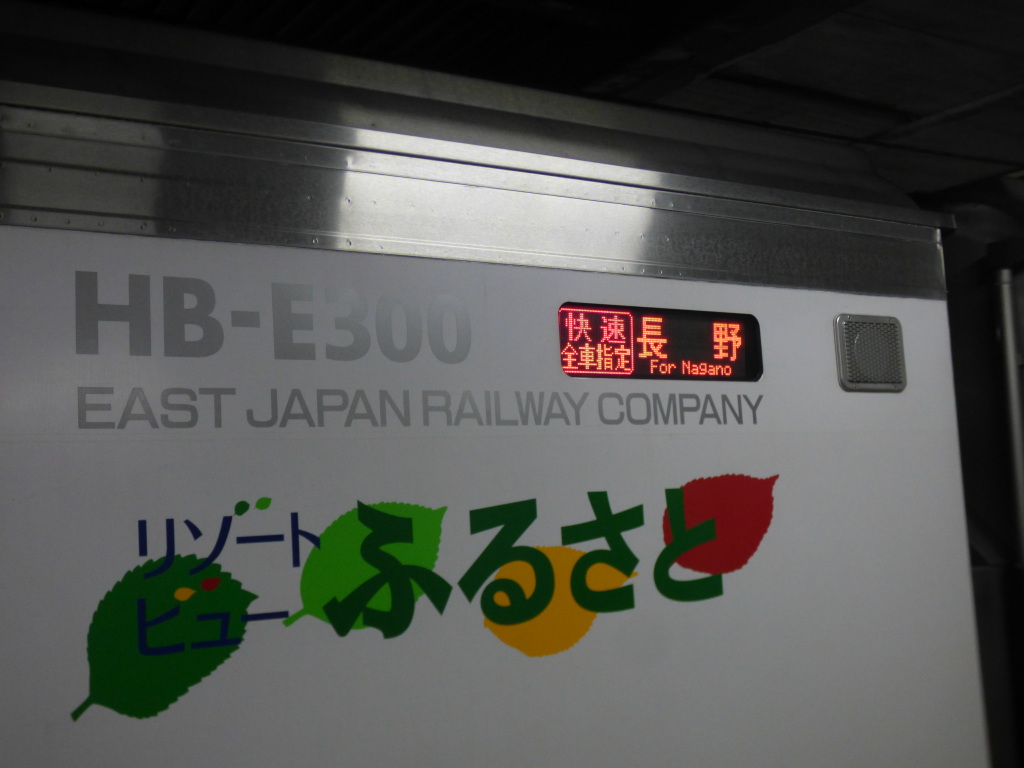 HB-E300
快速 長野
全車指定 For Nagano
EAST JAPAN RAILWAY COMPANY
リゾート
ビュー
ふるさと